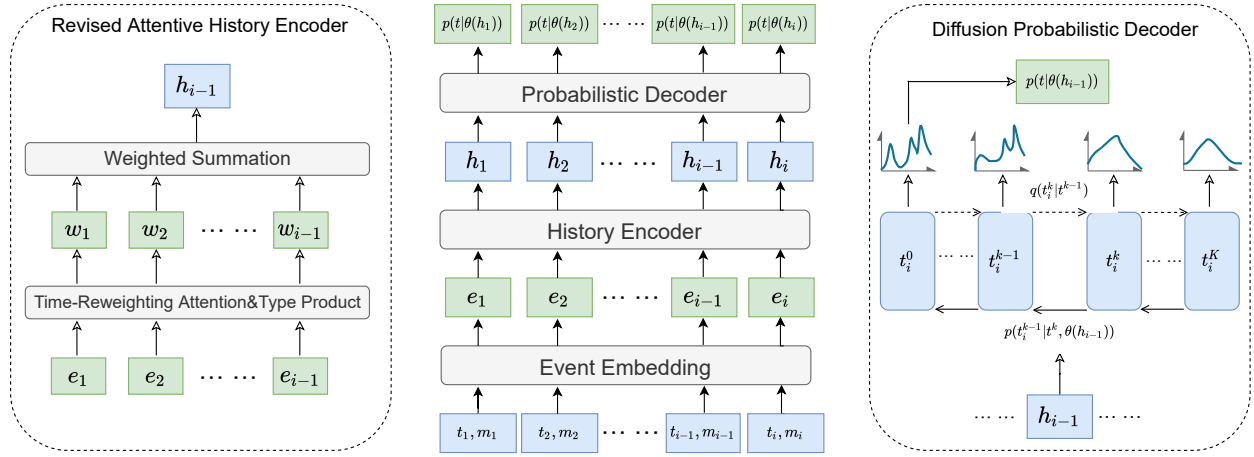 Revised Attentive History Encoder
h_{i−1}
Weighted Summation
w_1 w_2 ⋯ ⋯ w_{i−1}
Time-Reweighting Attention&Type Product
e_1 e_2 ⋯ ⋯ e_{i−1}
p(t|θ(h_1)) p(t|θ(h_2)) ⋯ ⋯ p(t|θ(h_{i−1})) p(t|θ(h_i))
Probabilistic Decoder
h_1 h_2 ⋯ ⋯ h_{i−1} h_i
History Encoder
e_1 e_2 ⋯ ⋯ e_{i−1} e_i
Event Embedding
t_1, m_1 t_2, m_2 ⋯ ⋯ t_{i−1}, m_{i−1} t_i, m_i
Diffusion Probabilistic Decoder
p(t|θ(h_{i−1}))
q(t_i^k|t^{k−1})
t_i^0 ⋯ ⋯ t_i^{k−1} t_i^k ⋯ ⋯ t_i^K
p(t_i^{k−1}|t^k, θ(h_{i−1}))
⋯ ⋯ h_{i−1} ⋯ ⋯